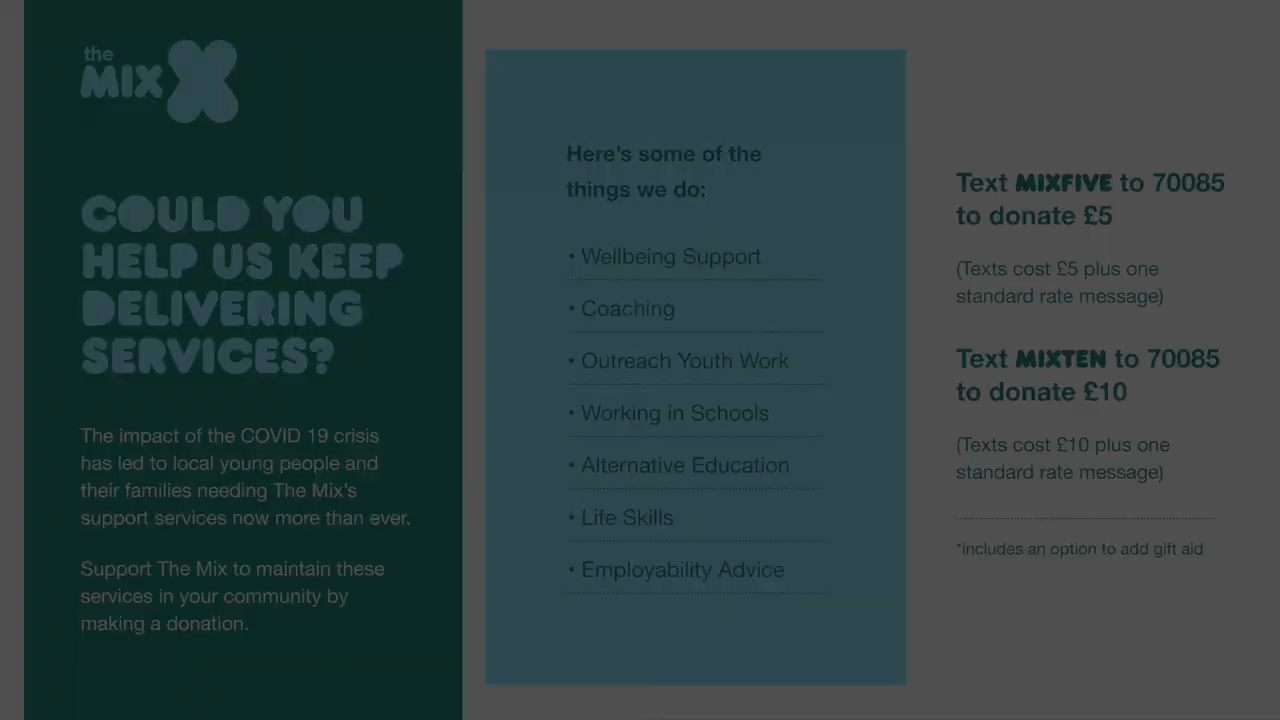 the
MIX
COULD YOU
HELP US KEEP
DELIVERING
SERVICES?
The impact of the COVID 19 crisis
has led to local young people and
their families needing The Mix's
support services now more than ever.
Support The Mix to maintain these
services in your community by
making a donation.
Here's some of the
things we do:
• Wellbeing Support
• Coaching
• Outreach Youth Work
• Working in Schools
• Alternative Education
• Life Skills
• Employability Advice
Text MIXFIVE to 70085
to donate £5
(Texts cost £5 plus one
standard rate message)
Text MIXTEN to 70085
to donate £10
(Texts cost £10 plus one
standard rate message)
*includes an option to add gift aid